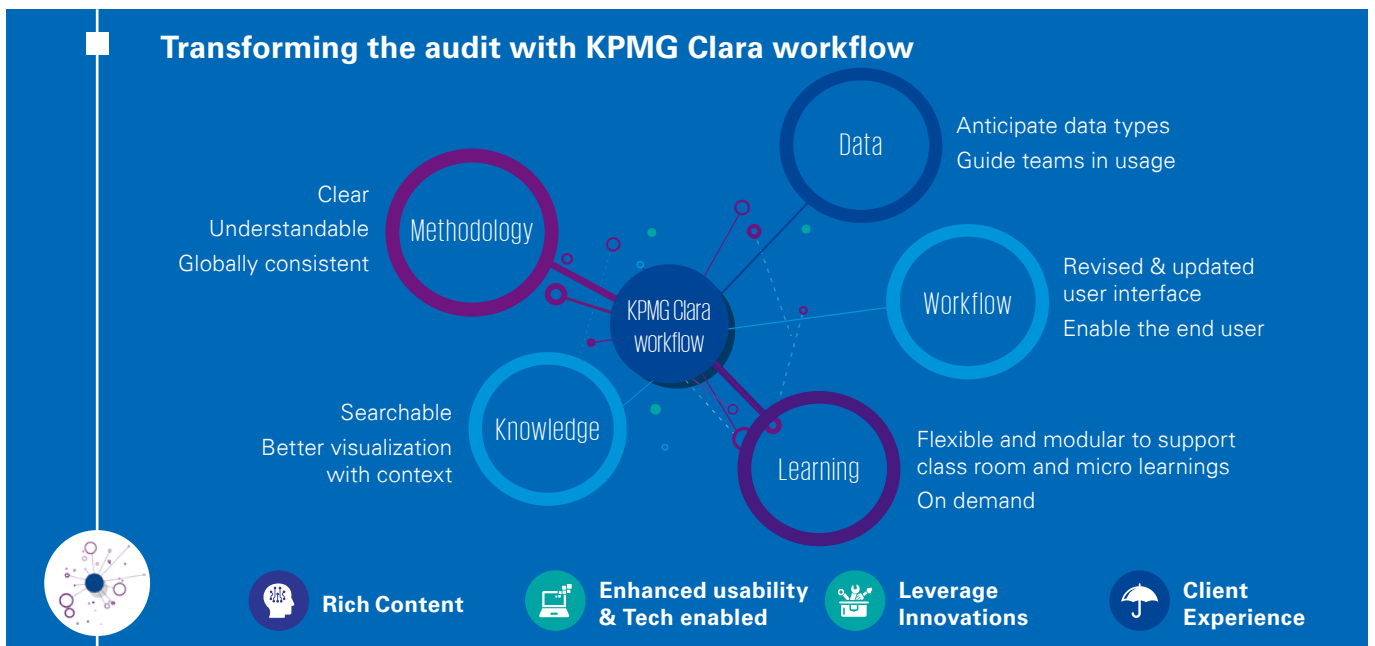 Transforming the audit with KPMG Clara workflow
Data
Anticipate data types
Guide teams in usage
Clear
Understandable
Globally consistent
Methodology
KPMG Clara
workflow
Workflow
Revised & updated
user interface
Enable the end user
Searchable
Better visualization
with context
Knowledge
Learning
Flexible and modular to support
class room and micro learnings
On demand
Rich Content
Enhanced usability
& Tech enabled
Leverage
Innovations
Client
Experience